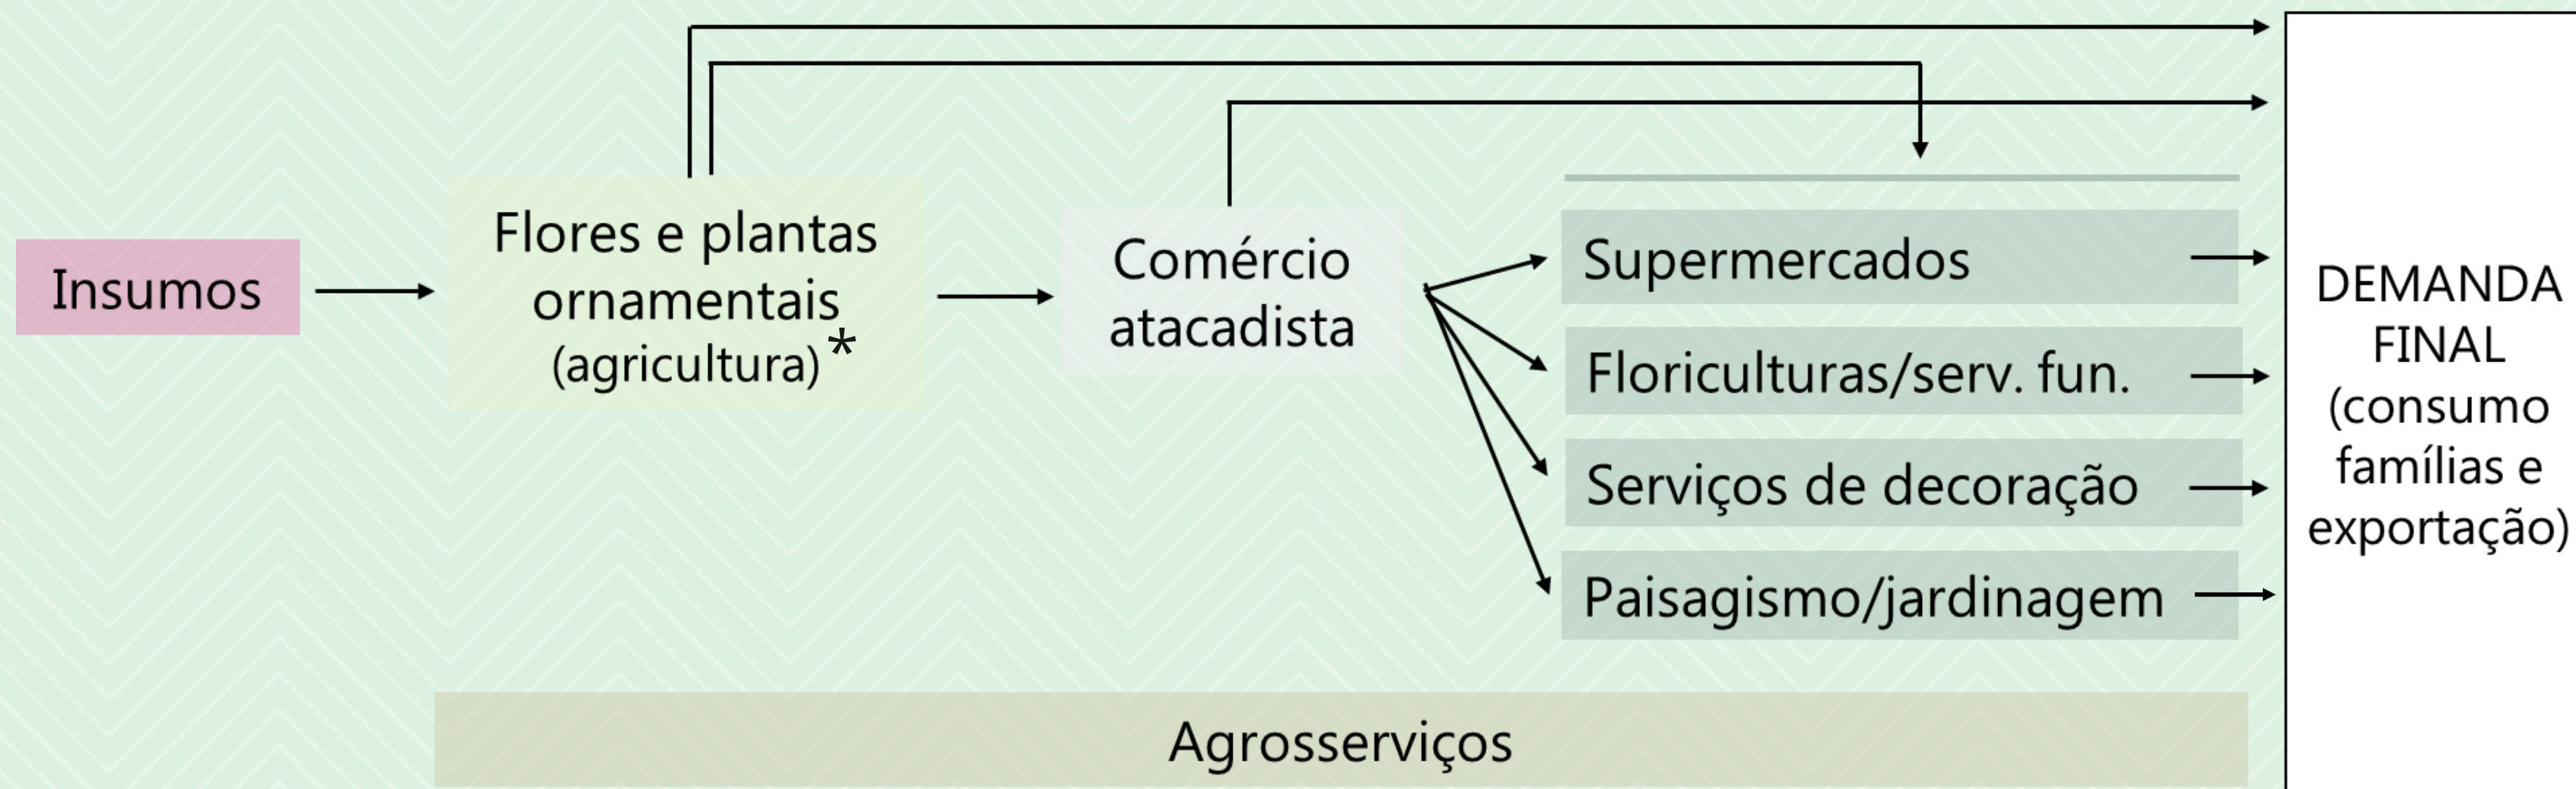 Insumos
Flores e plantas
ornamentais
(agricultura)*
Comércio
atacadista
Supermercados
Floriculturas/serv. fun.
Serviços de decoração
Paisagismo/jardinagem
DEMANDA
FINAL
(consumo
famílias e
exportação)
Agrosserviços